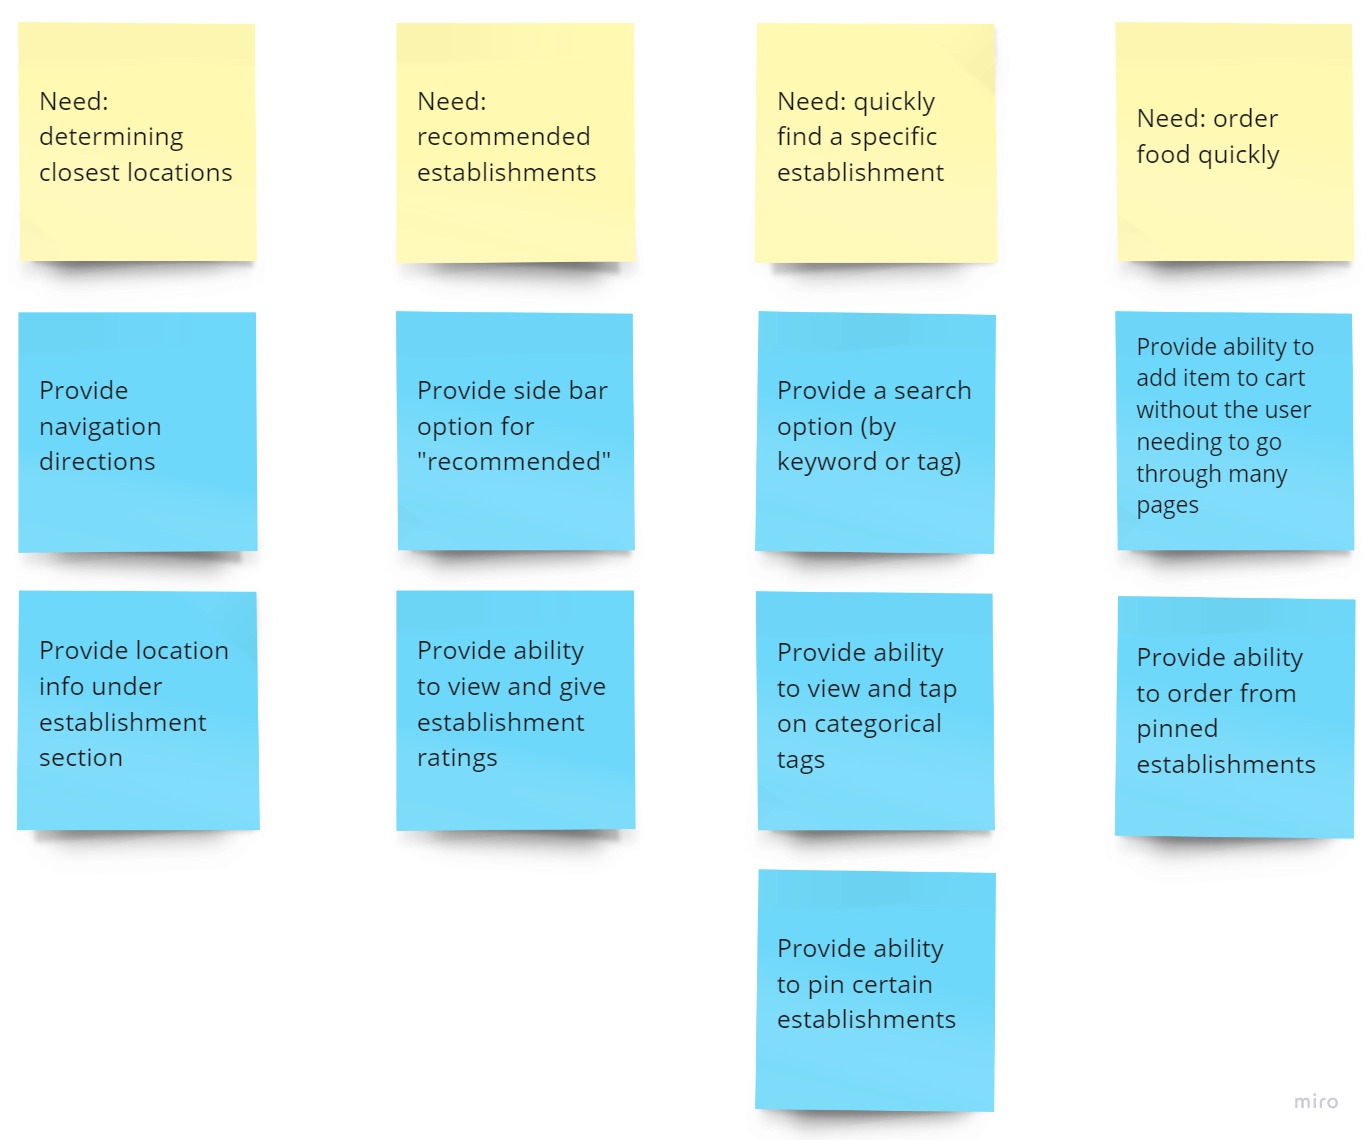 Need:
determining
closest locations
Need:
recommended
establishments
Need: quickly
find a specific
establishment
Need: order
food quickly
Provide
navigation
directions
Provide side bar
option for
"recommended"
Provide a search
option (by
keyword or tag)
Provide ability to
add item to cart
without the user
needing to go
through many
pages
Provide location
info under
establishment
section
Provide ability
to view and give
establishment
ratings
Provide ability
to view and tap
on categorical
tags
Provide ability
to order from
pinned
establishments
Provide ability
to pin certain
establishments
miro